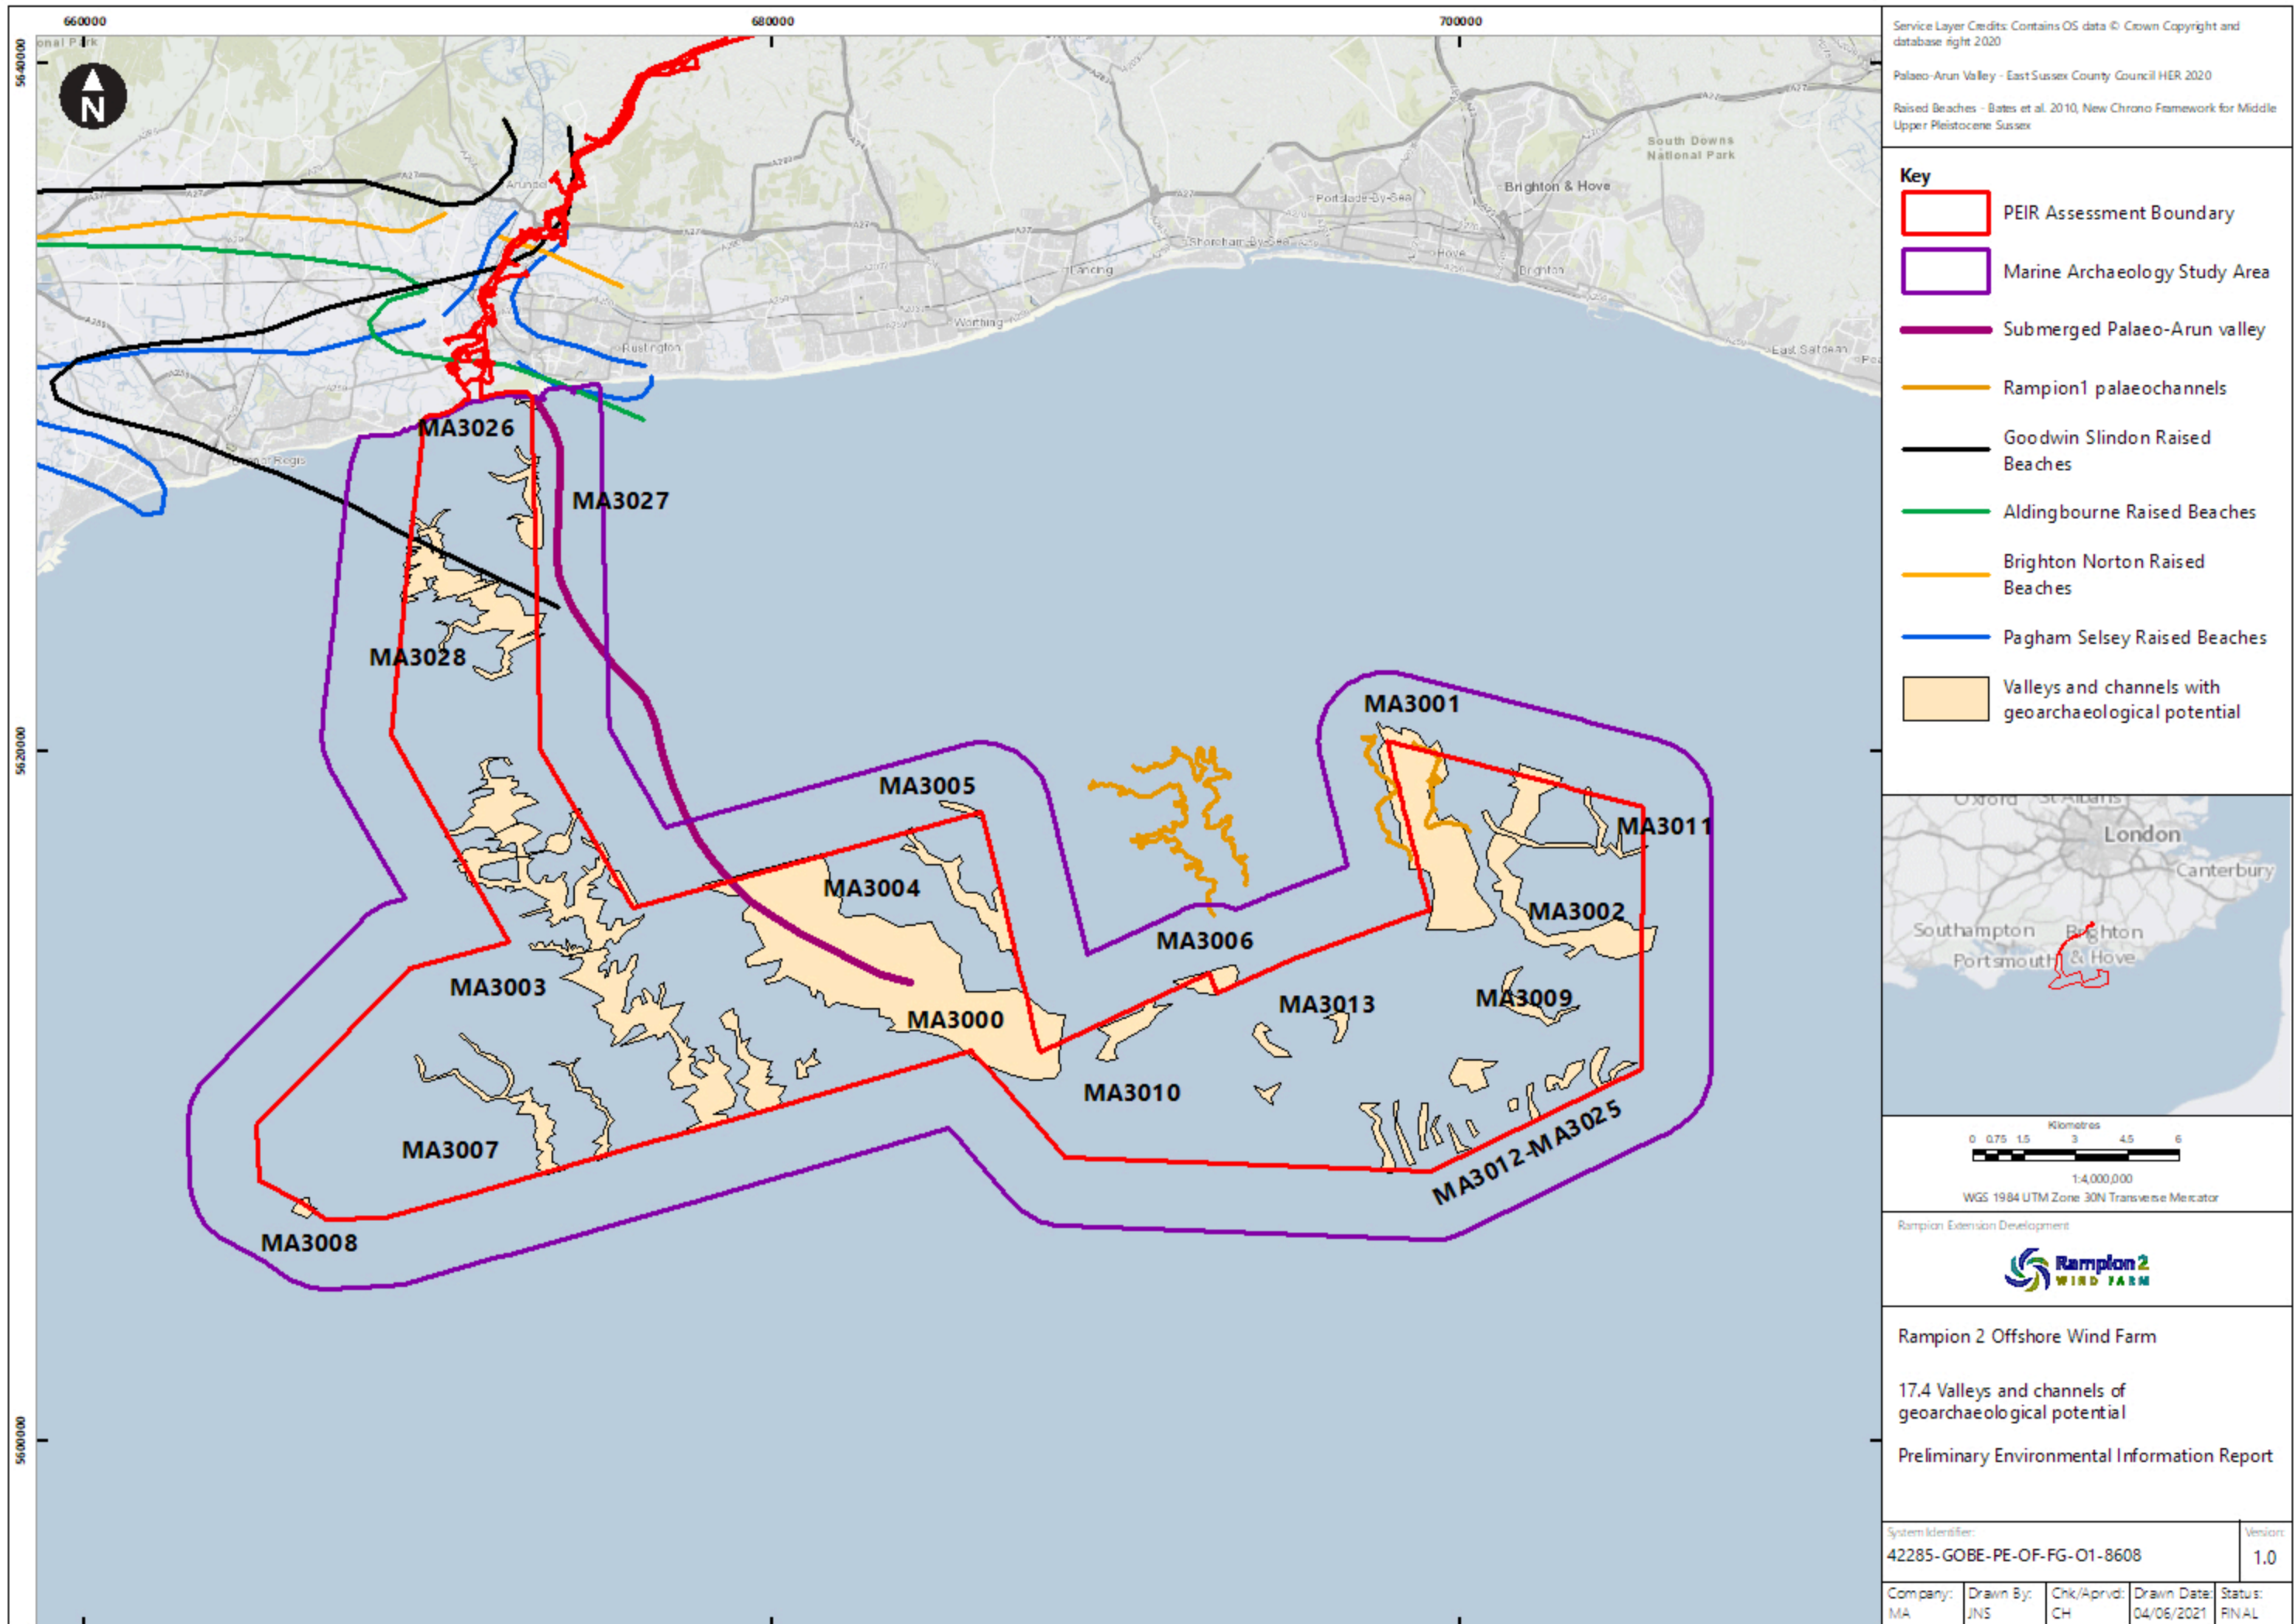 660000
680000
700000
5640000
5620000
5600000
onal Park
N
Arundel
A27
A27
A27
A27
A27
A259
A259
Rustington
Worthing
Lancing
Shoreham-By-Sea
Portslade-By-Sea
Hove
Brighton
Brighton & Hove
South Downs
National Park
East Saltdean
MA3026
MA3027
MA3028
MA3001
MA3005
MA3011
MA3004
MA3002
MA3006
MA3003
MA3009
MA3013
MA3000
MA3010
MA3007
MA3012-MA3025
MA3008
Service Layer Credits: Contains OS data © Crown Copyright and
database right 2020
Palaeo-Arun Valley - East Sussex County Council HER 2020
Raised Beaches - Bates et al. 2010, New Chrono Framework for Middle
Upper Pleistocene Sussex
Key
PEIR Assessment Boundary
Marine Archaeology Study Area
Submerged Palaeo-Arun valley
Rampion1 palaeochannels
Goodwin Slindon Raised
Beaches
Aldingbourne Raised Beaches
Brighton Norton Raised
Beaches
Pagham Selsey Raised Beaches
Valleys and channels with
geoarchaeological potential
Oxford St Albans
London
Canterbury
Southampton Brighton
Portsmouth & Hove
Kilometres
0 0.75 1.5 3 4.5 6
1:4,000,000
WGS 1984 UTM Zone 30N Transverse Mercator
Rampion Extension Development
Rampion 2
WIND FARM
Rampion 2 Offshore Wind Farm
17.4 Valleys and channels of
geoarchaeological potential
Preliminary Environmental Information Report
System Identifier:
42285-GOBE-PE-OF-FG-O1-8608
Version:
1.0
Company:
MA
Drawn By:
JNS
Chk/Aprvd:
CH
Drawn Date:
04/06/2021
Status:
FINAL